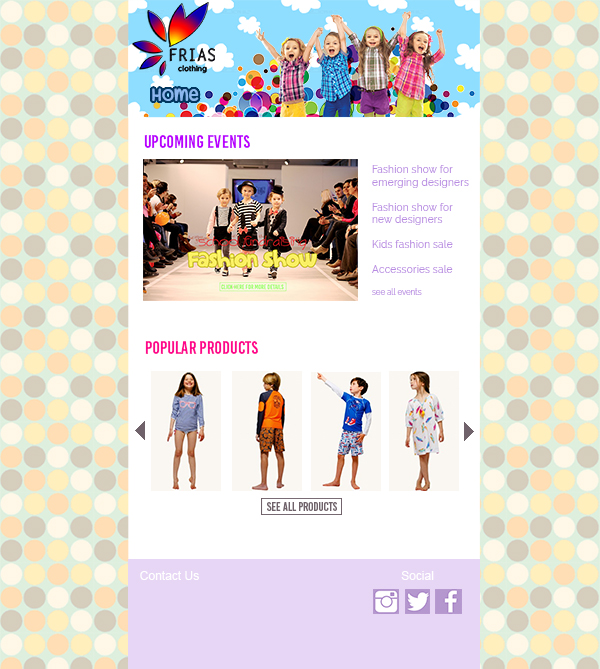 FRIAS
clothing
Home
UPCOMING EVENTS
School fundraising
Fashion show
CLICK HERE FOR MORE DETAILS
Fashion show for
emerging designers
Fashion show for
new designers
Kids fashion sale
Accessories sale
see all events
POPULAR PRODUCTS
SEE ALL PRODUCTS
Contact Us
Social